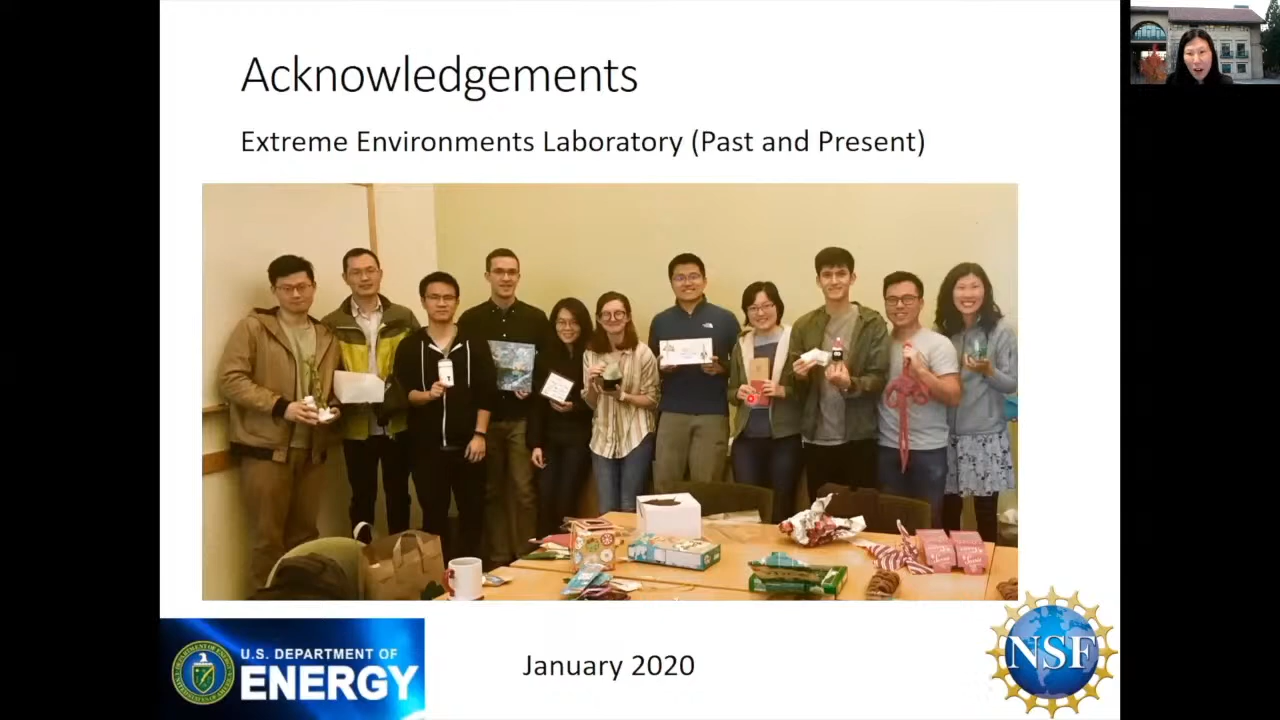 Acknowledgements
Extreme Environments Laboratory (Past and Present)
U.S. DEPARTMENT OF
ENERGY
January 2020
NSF